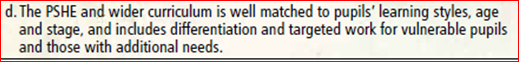 d. The PSHE and wider curriculum is well matched to pupils' learning styles, age
and stage, and includes differentiation and targeted work for vulnerable pupils
and those with additional needs.